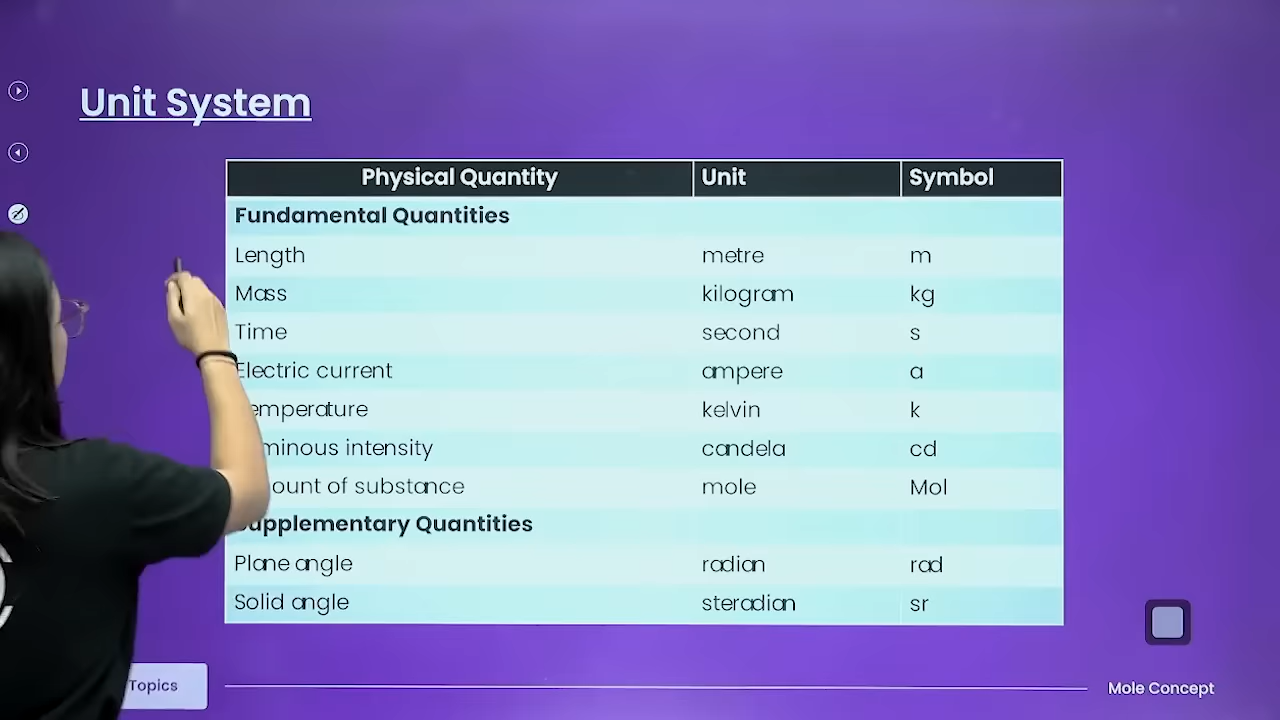 Unit System
Physical Quantity Unit Symbol
Fundamental Quantities
Length metre m
Mass kilogram kg
Time second s
Electric current ampere a
emperature kelvin k
minous intensity candela cd
ount of substance mole Mol
upplementary Quantities
Plane angle radian rad
Solid angle steradian sr
Topics
Mole Concept